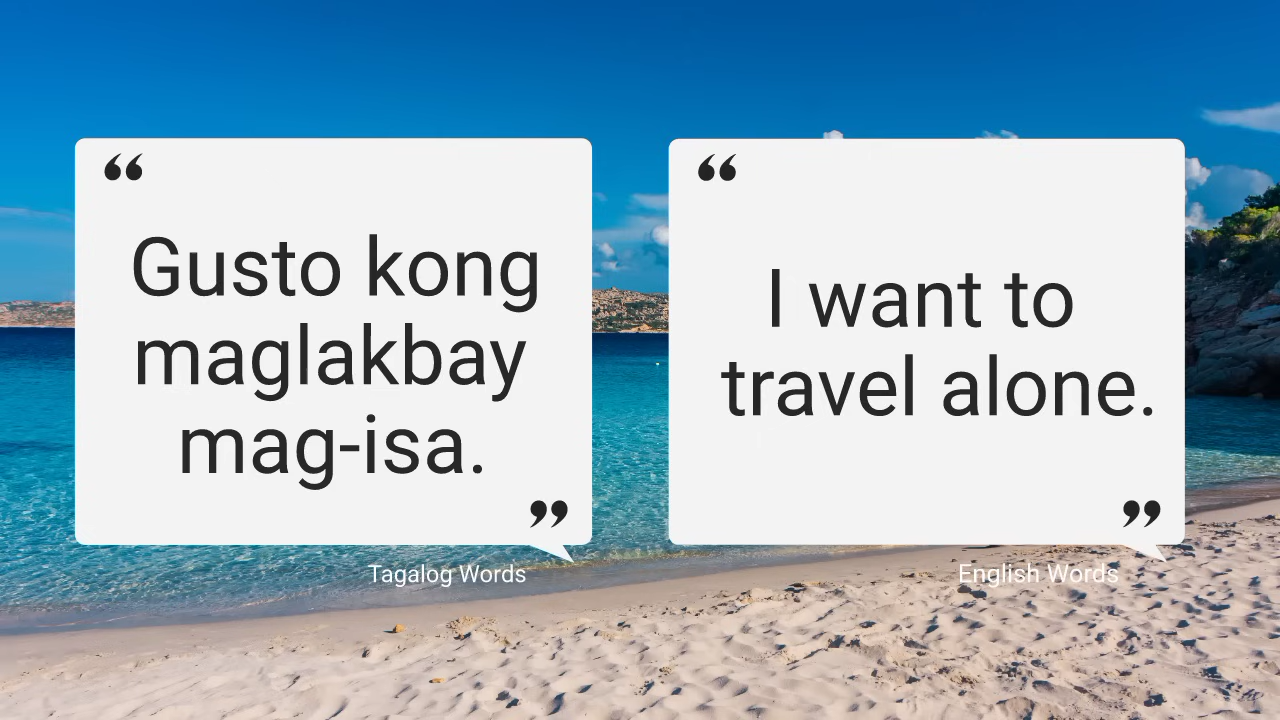 “
Gusto kong
maglakbay
mag-isa.
”
Tagalog Words
“
I want to
travel alone.
”
English Words